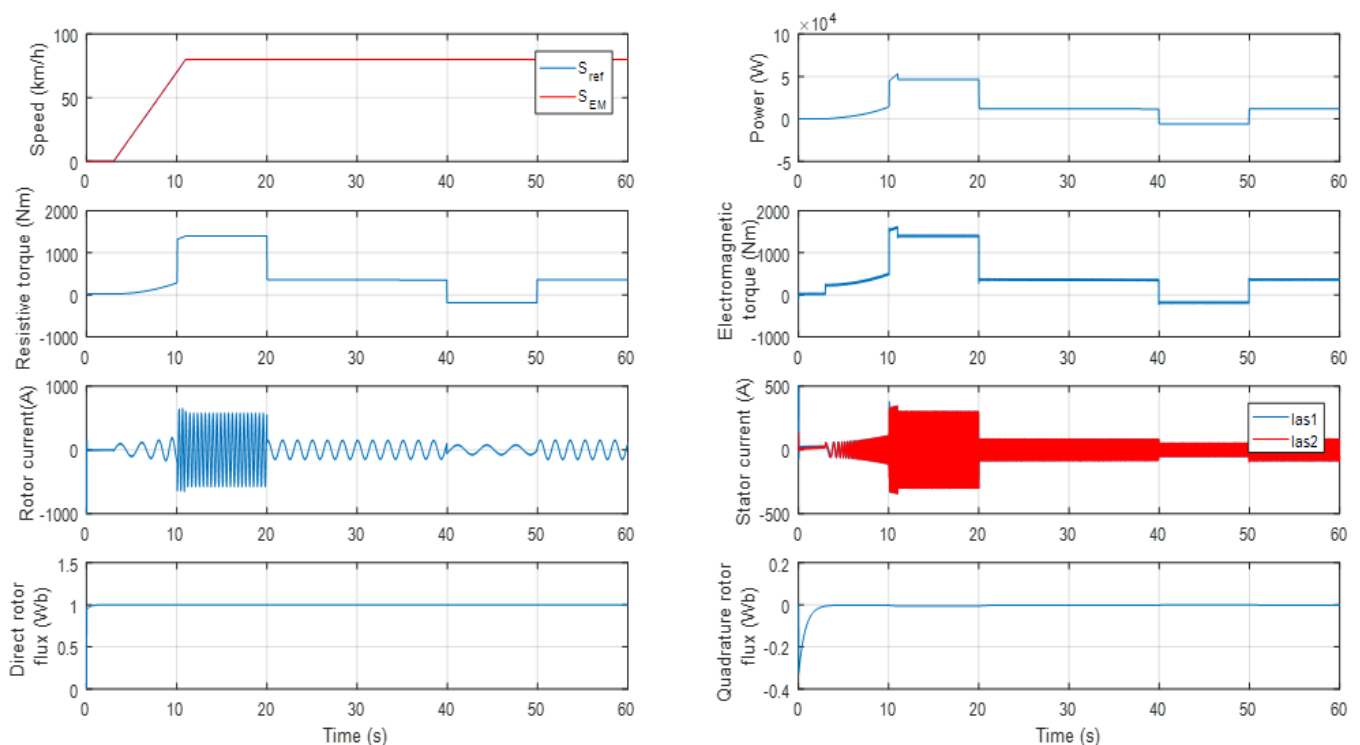 Speed (km/h)
100
50
0
0 10 20 30 40 50 60
S_ref
S_EM
×10^4
Power (W)
10
5
0
-5
0 10 20 30 40 50 60
Resistive torque (Nm)
2000
1000
0
-1000
0 10 20 30 40 50 60
Electromagnetic
torque (Nm)
2000
1000
0
-1000
0 10 20 30 40 50 60
Rotor current(A)
1000
0
-1000
0 10 20 30 40 50 60
Stator current (A)
500
0
-500
0 10 20 30 40 50 60
Ias1
Ias2
Direct rotor
flux (Wb)
1.5
1
0.5
0
0 10 20 30 40 50 60
Time (s)
Quadrature rotor
flux (Wb)
0.2
0
-0.2
-0.4
0 10 20 30 40 50 60
Time (s)